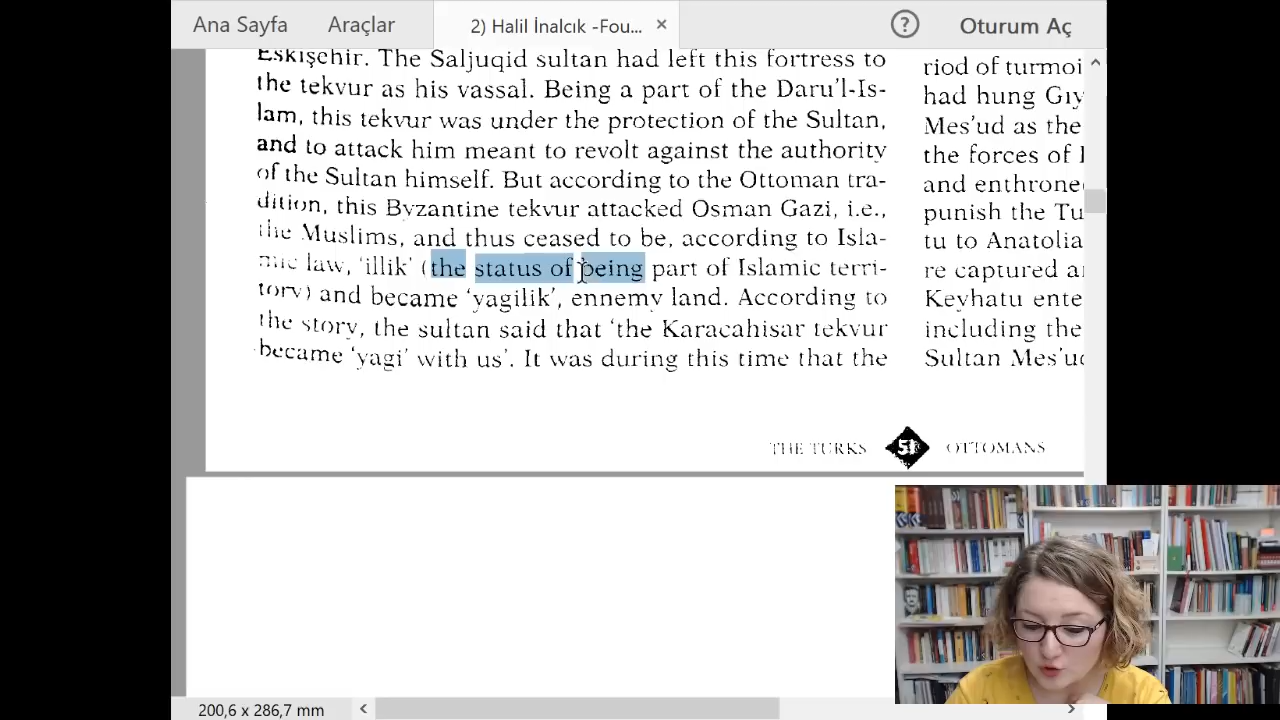 Ana Sayfa
Araçlar
2) Halil İnalcık -Fou...
Oturum Aç
Eskişehir. The Saljuqid sultan had left this fortress to
the tekvur as his vassal. Being a part of the Daru'l-Is-
lam, this tekvur was under the protection of the Sultan,
and to attack him meant to revolt against the authority
of the Sultan himself. But according to the Ottoman tra-
dition, this Byzantine tekvur attacked Osman Gazi, i.e.,
the Muslims, and thus ceased to be, according to Isla-
mic law, 'illik' (the status of being part of Islamic terri-
tory) and became 'yagilik', ennemy land. According to
the story, the sultan said that 'the Karacahisar tekvur
became 'yagi' with us'. It was during this time that the
riod of turmoi
had hung Gıy
Mes'ud as the
the forces of
and enthrone
punish the Tu
tu to Anatolia
re captured a
Keyhatu ente
including the
Sultan Mes'u
THE TURKS
51
OTTOMANS
200,6 x 286,7 mm